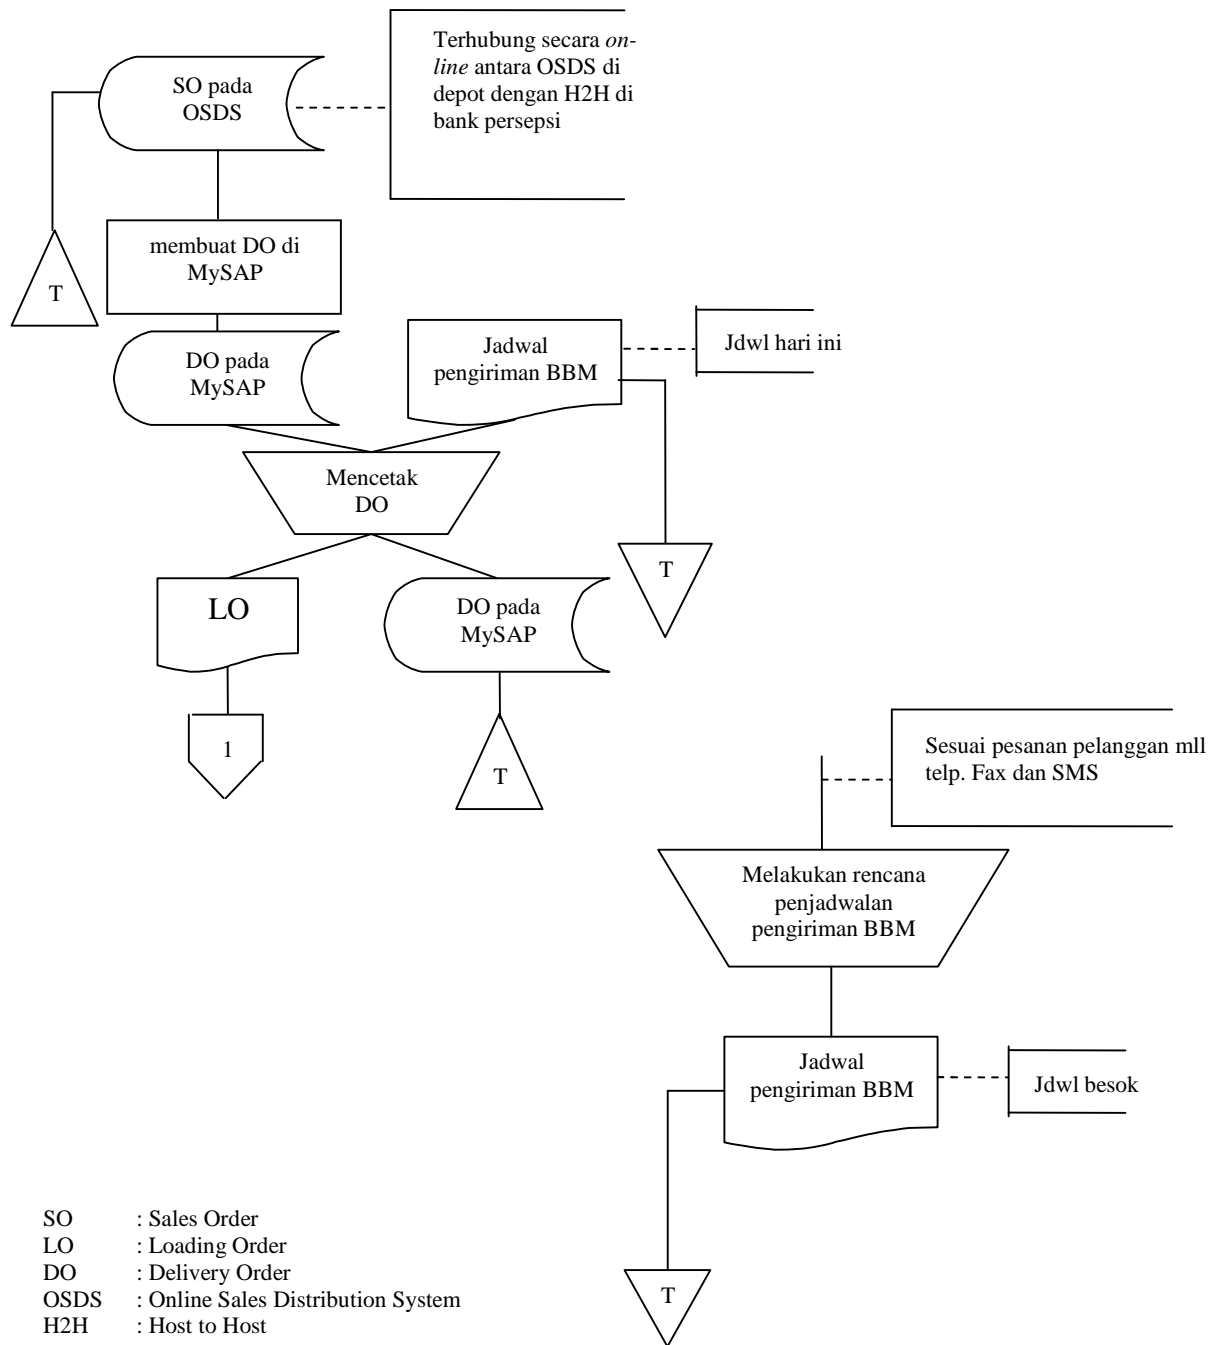 SO pada
OSDS
Terhubung secara on-
line antara OSDS di
depot dengan H2H di
bank persepsi
membuat DO di
MySAP
T
DO pada
MySAP
Jadwal
pengiriman BBM
Jdwl hari ini
Mencetak
DO
T
LO
DO pada
MySAP
1
T
Sesuai pesanan pelanggan mll
telp. Fax dan SMS
Melakukan rencana
penjadwalan
pengiriman BBM
Jadwal
pengiriman BBM
Jdwl besok
T
SO : Sales Order
LO : Loading Order
DO : Delivery Order
OSDS : Online Sales Distribution System
H2H : Host to Host